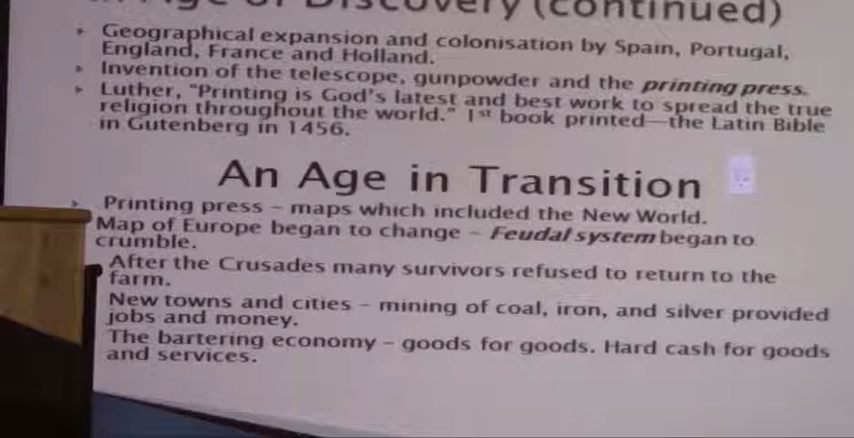 Age of Discovery (continued)
Geographical expansion and colonisation by Spain, Portugal,
England, France and Holland.
Invention of the telescope, gunpowder and the printing press.
Luther, "Printing is God's latest and best work to spread the true
religion throughout the world." 1st book printed—the Latin Bible
in Gutenberg in 1456.
An Age in Transition
Printing press – maps which included the New World.
Map of Europe began to change – Feudal system began to
crumble.
After the Crusades many survivors refused to return to the
farm.
New towns and cities – mining of coal, iron, and silver provided
jobs and money.
The bartering economy – goods for goods. Hard cash for goods
and services.